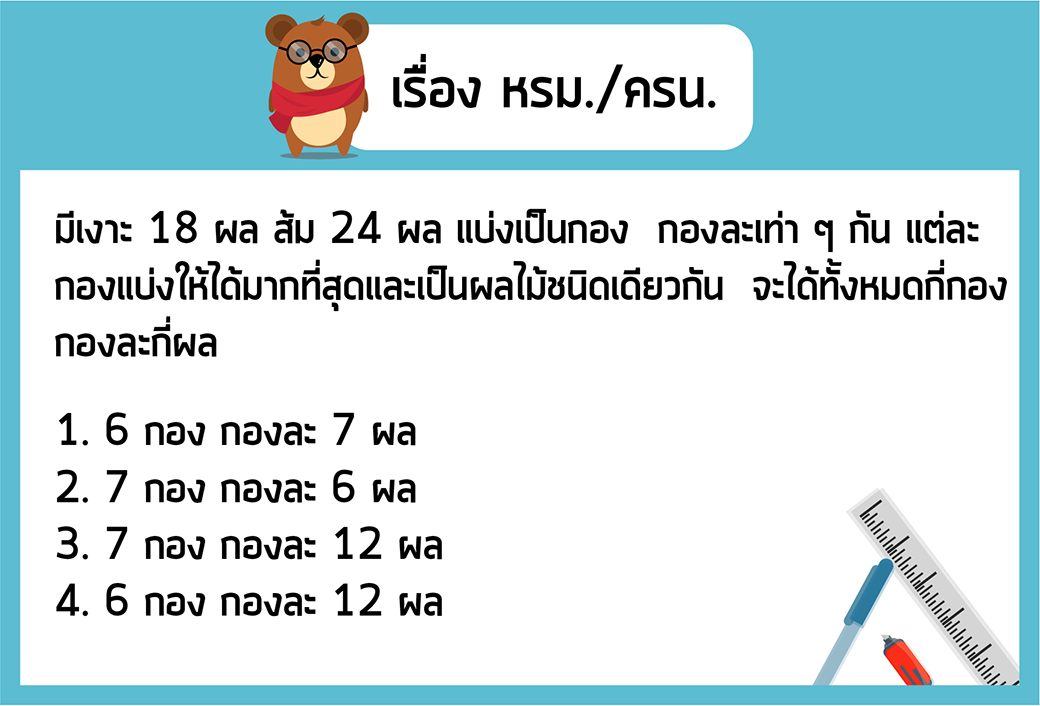 เรื่อง หรม./ครน.
มีเงาะ 18 ผล ส้ม 24 ผล แบ่งเป็นกอง กองละเท่า ๆ กัน แต่ละ
กองแบ่งให้ได้มากที่สุดและเป็นผลไม้ชนิดเดียวกัน จะได้ทั้งหมดกี่กอง
กองละกี่ผล
1. 6 กอง กองละ 7 ผล
2. 7 กอง กองละ 6 ผล
3. 7 กอง กองละ 12 ผล
4. 6 กอง กองละ 12 ผล